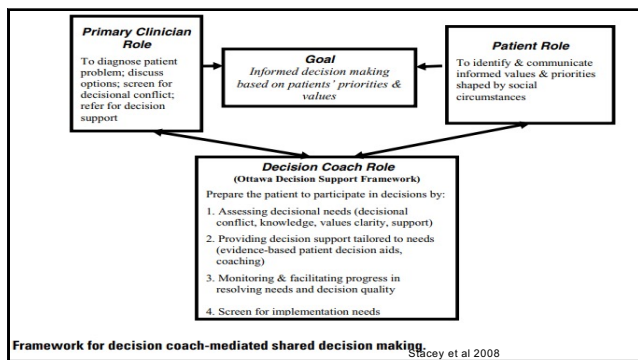 Primary Clinician
Role
To diagnose patient
problem; discuss
options; screen for
decisional conflict;
refer for decision
support
Goal
Informed decision making
based on patients' priorities &
values
Patient Role
To identify & communicate
informed values & priorities
shaped by social
circumstances
Decision Coach Role
(Ottawa Decision Support Framework)
Prepare the patient to participate in decisions by:
1. Assessing decisional needs (decisional
conflict, knowledge, values clarity, support)
2. Providing decision support tailored to needs
(evidence-based patient decision aids,
coaching)
3. Monitoring & facilitating progress in
resolving needs and decision quality
4. Screen for implementation needs
Framework for decision coach-mediated shared decision making.
Stacey et al 2008